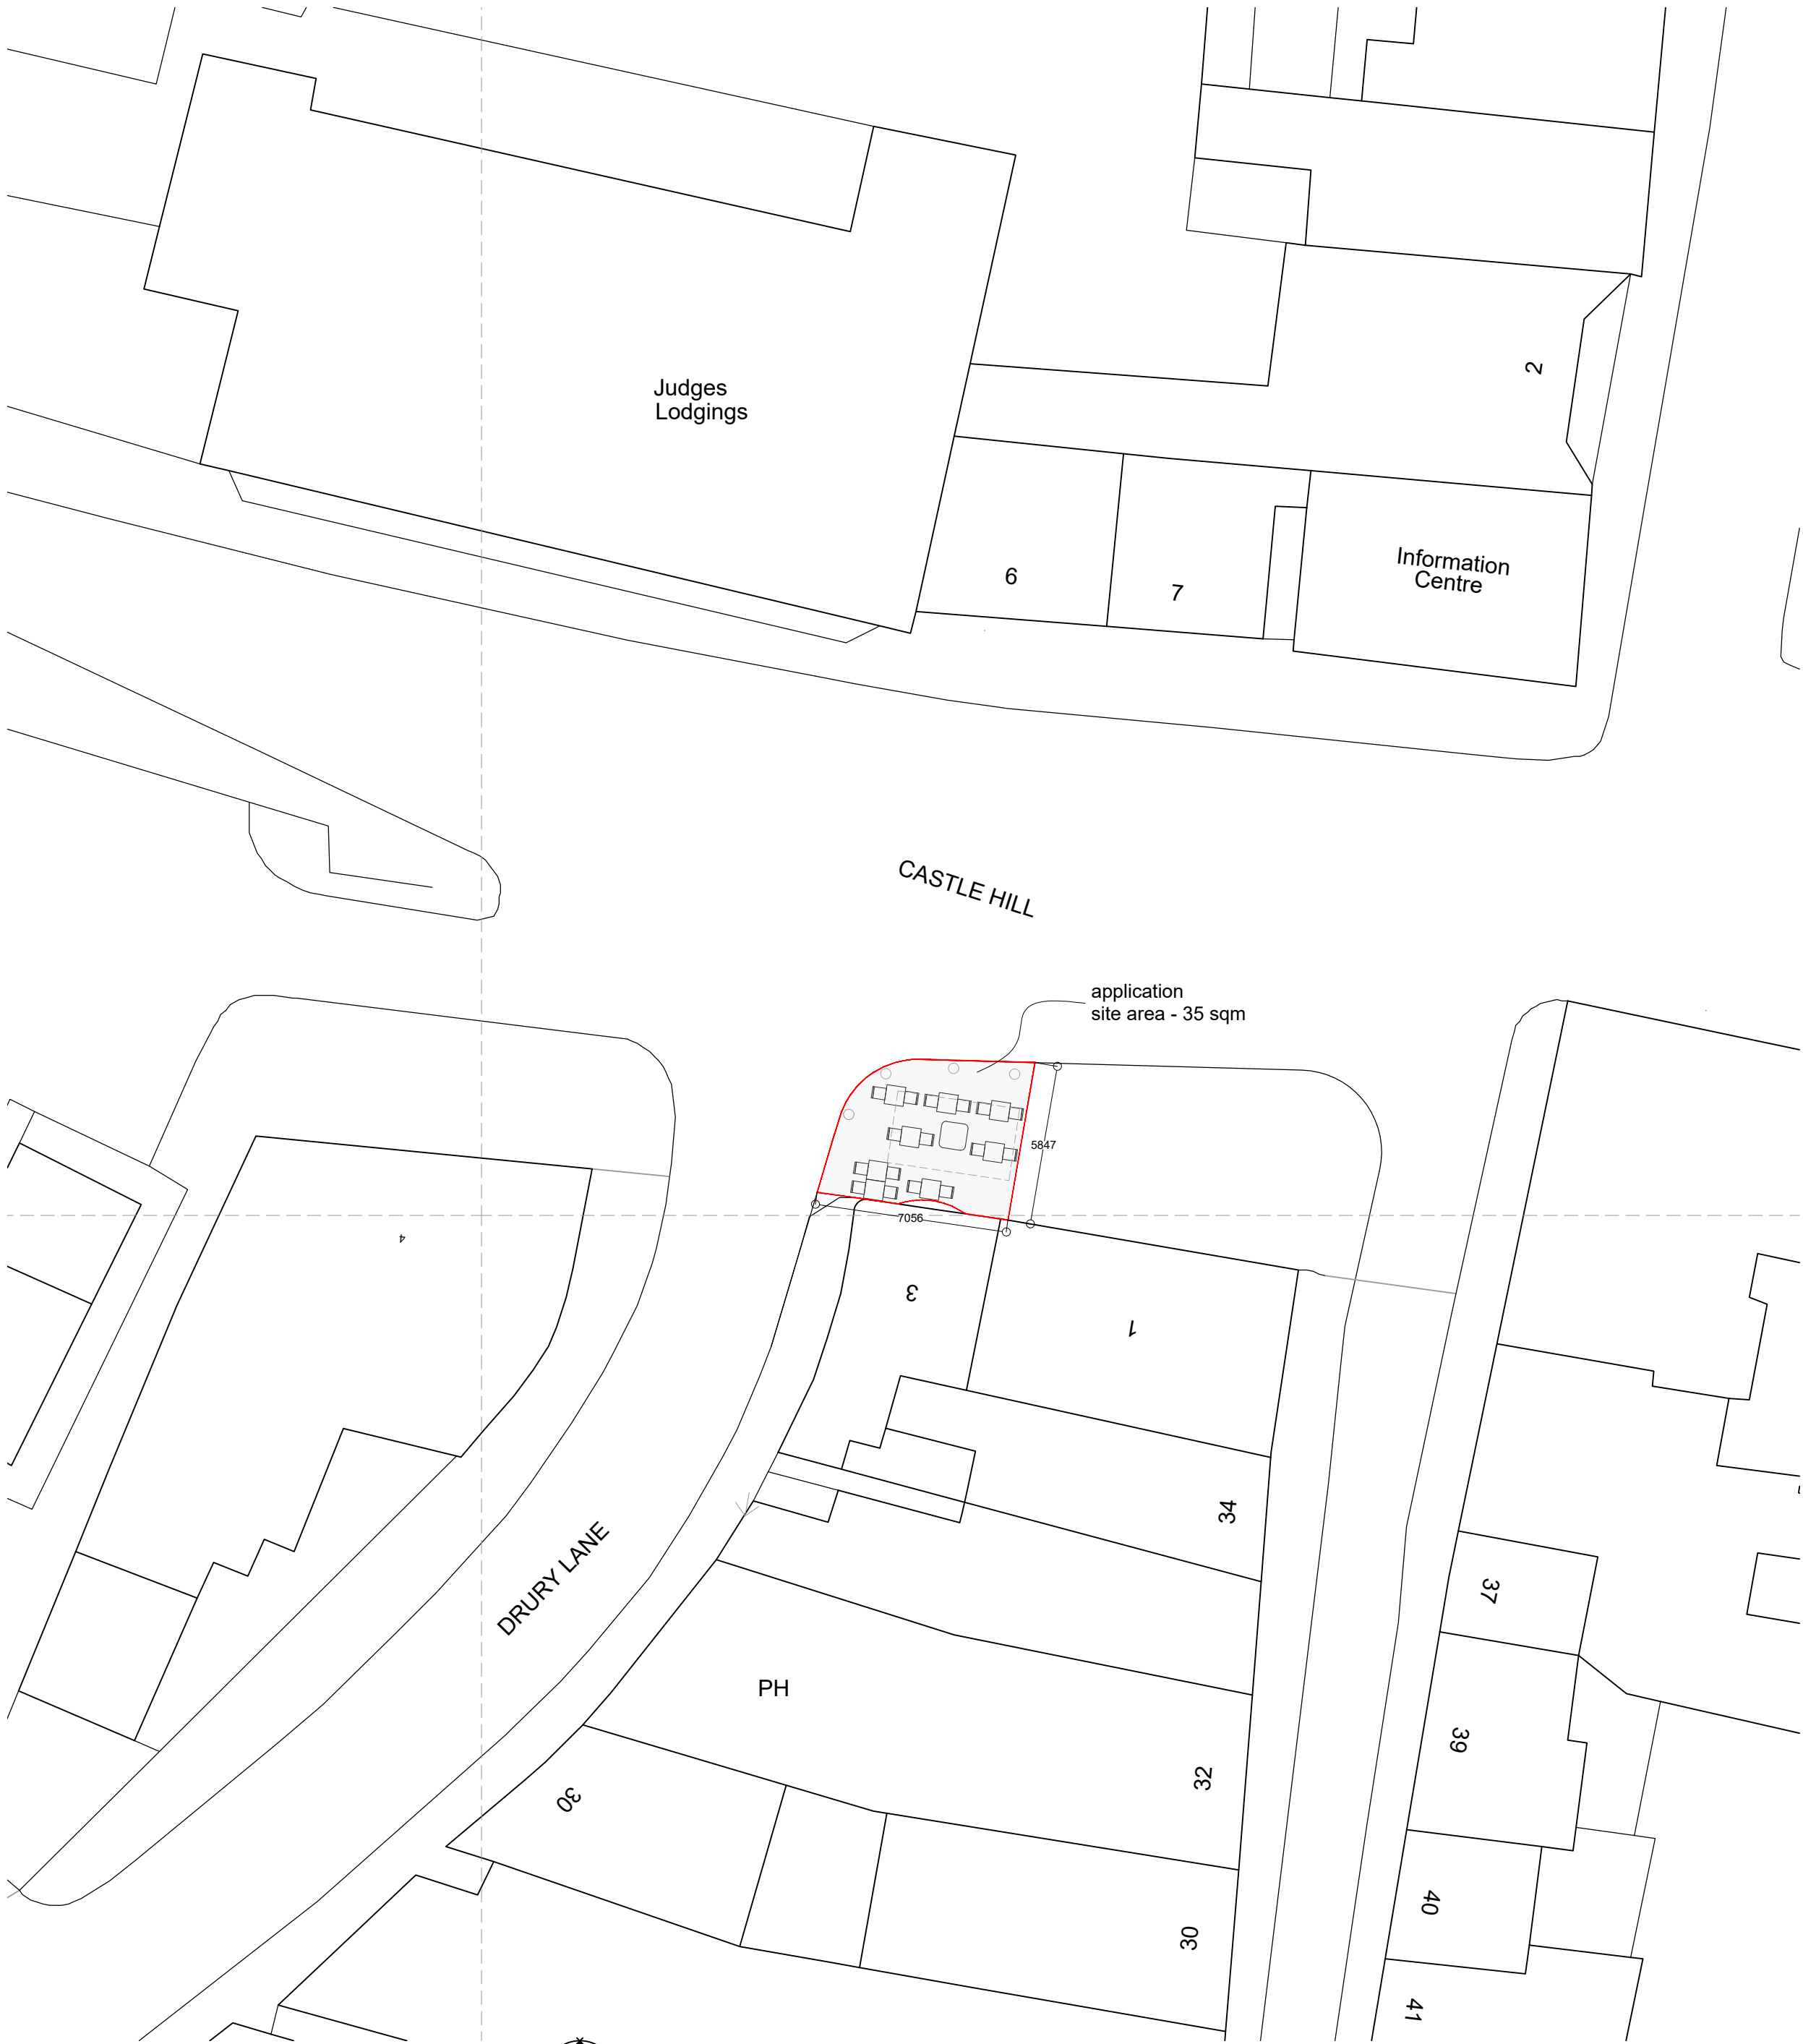 Judges
Lodgings
2
6
7
Information
Centre
CASTLE HILL
application
site area - 35 sqm
5847
7056
4
3
1
34
DRURY LANE
37
PH
39
32
30
40
30
41